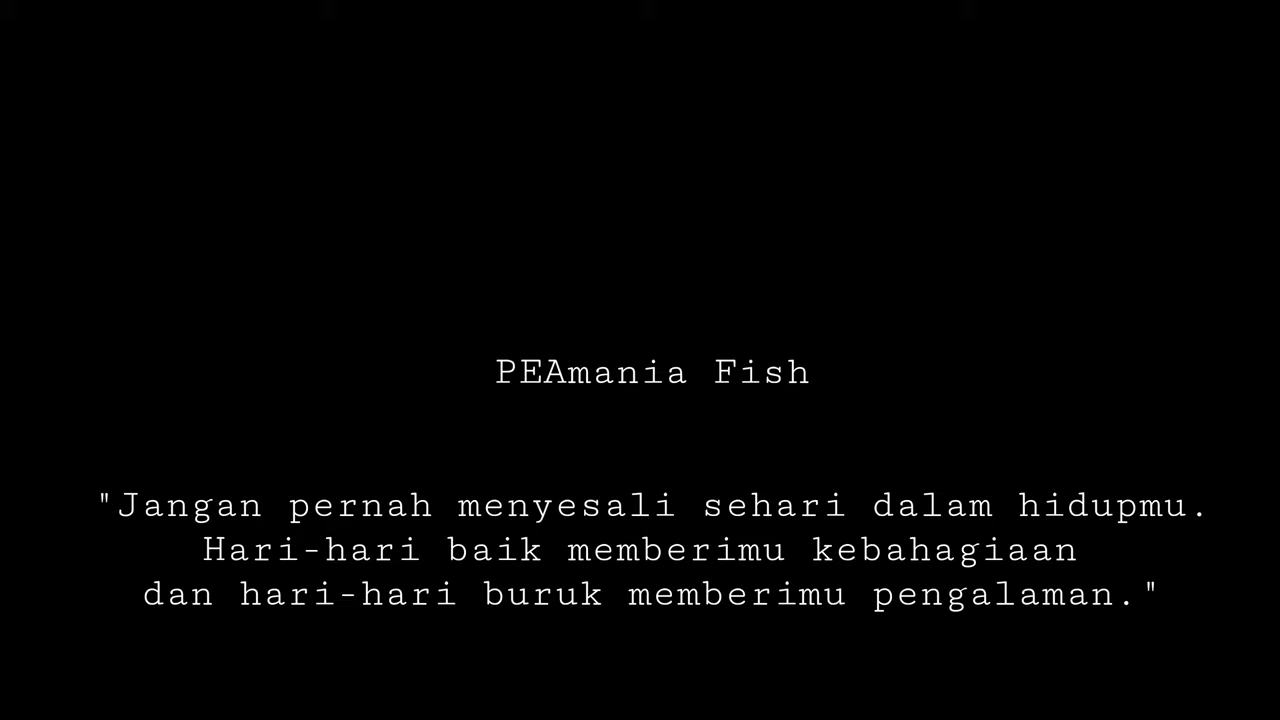 PEAmania Fish
"Jangan pernah menyesali sehari dalam hidupmu.
Hari-hari baik memberimu kebahagiaan
dan hari-hari buruk memberimu pengalaman."